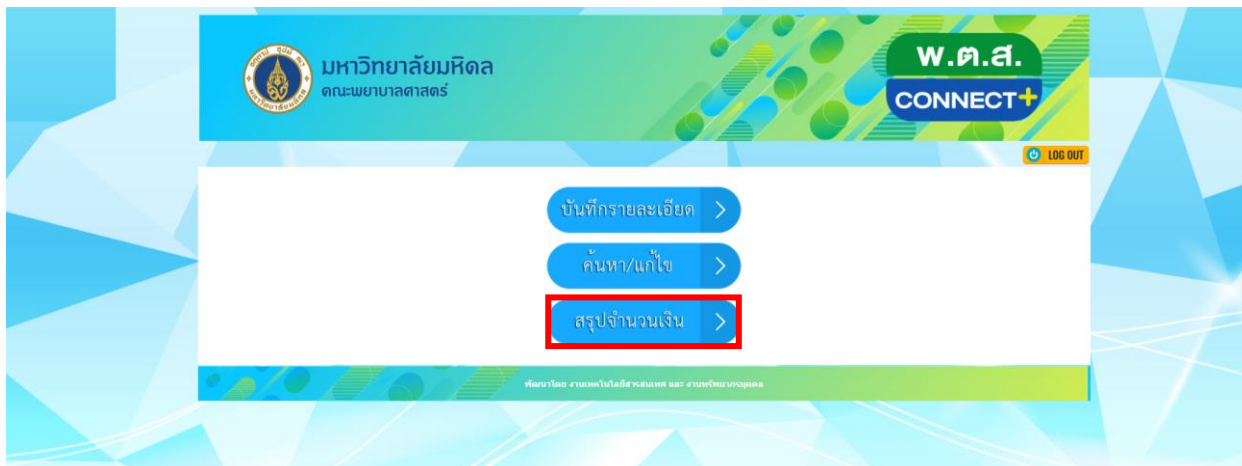 มหาวิทยาลัยมหิดล
คณะพยาบาลศาสตร์
พ.ต.ส.
CONNECT+
LOG OUT
บันทึกรายละเอียด
ค้นหา/แก้ไข
สรุปจำนวนเงิน
พัฒนาโดย งานเทคโนโลยีสารสนเทศ และ งานทรัพยากรบุคคล